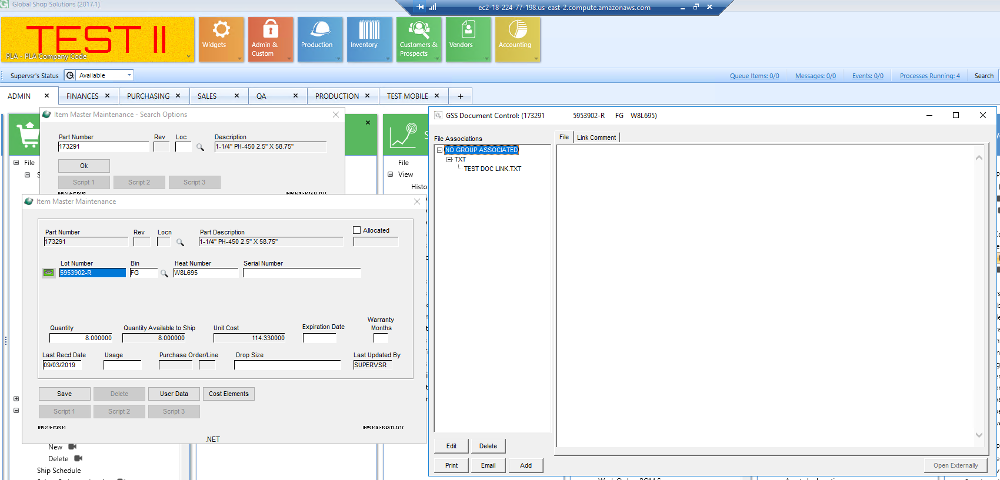 Global Shop Solutions (2017.1)
ec2-18-224-77-198.us-east-2.compute.amazonaws.com
TEST II
PLA - PLA Company Code
Widgets
Admin &
Custom
Production
Inventory
Customers &
Prospects
Vendors
Accounting
Supervsr's Status
Available
Queue Items: 0/0
Messages: 0/0
Events: 0/0
Processes Running: 4
Search
ADMIN
FINANCES
PURCHASING
SALES
QA
PRODUCTION
TEST MOBILE
+
Item Master Maintenance - Search Options
Part Number
Rev
Loc
Description
173291
1-1/4" PH-450 2.5" X 58.75"
Ok
Script 1
Script 2
Script 3
INV014-ITS052
INV014GI-102618.1318
File
File
View
Histo
Item Master Maintenance
Part Number
Rev
Locn
Part Description
Allocated
173291
1-1/4" PH-450 2.5" X 58.75"
Lot Number
Bin
Heat Number
Serial Number
5953902-R
FG
W8L695
Quantity
Quantity Available to Ship
Unit Cost
Expiration Date
Warranty
Months
8.000000
8.000000
114.330000
Last Recd Date
Usage
Purchase Order/Line
Drop Size
Last Updated By
09/03/2019
SUPERVSR
Save
Delete
User Data
Cost Elements
Script 1
Script 2
Script 3
INV014-ITS014
INV014GI-102618.1318
.NET
New
Delete
Ship Schedule
GSS Document Control: (173291 5953902-R FG W8L695)
File Associations
File
Link Comment
NO GROUP ASSOCIATED
TXT
TEST DOC LINK.TXT
Edit
Delete
Print
Email
Add
Open Externally